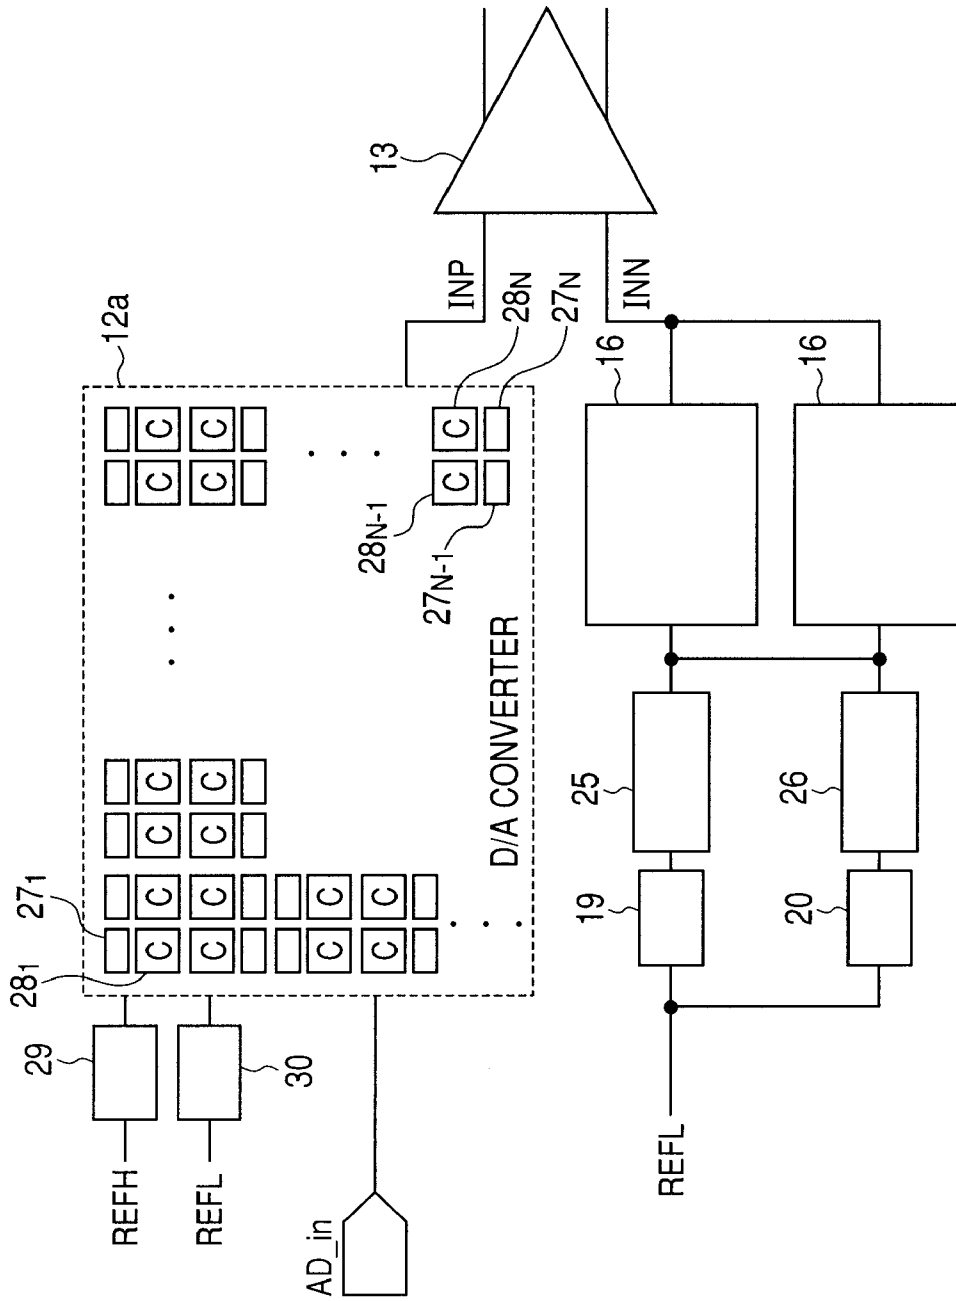 12a
27₁
28₁
C C C C C C
C C C C C C
C C
C C
28N-1
28N
C C
27N-1
27N
D/A CONVERTER
29
30
REFH
REFL
AD_in
INP
INN
13
16
16
25
26
19
20
REFL